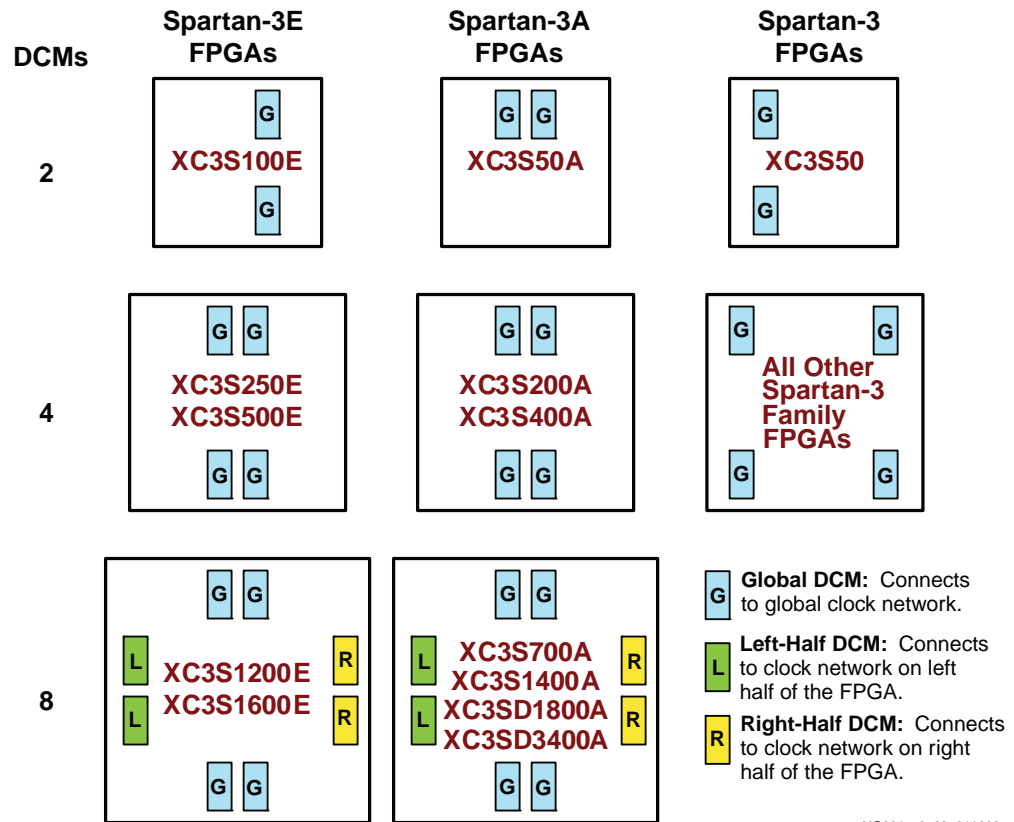 Spartan-3E
FPGAs
Spartan-3A
FPGAs
Spartan-3
FPGAs
DCMs
2
G
XC3S100E
G
G G
XC3S50A
G
XC3S50
G
4
G G
XC3S250E
XC3S500E
G G
G G
XC3S200A
XC3S400A
G G
G G
All Other
Spartan-3
Family
FPGAs
G G
8
G G
L R
XC3S1200E
XC3S1600E
L R
G G
G G
L R
XC3S700A
XC3S1400A
XC3SD1800A
XC3SD3400A
L R
G G
G
Global DCM: Connects
to global clock network.
L
Left-Half DCM: Connects
to clock network on left
half of the FPGA.
R
Right-Half DCM: Connects
to clock network on right
half of the FPGA.